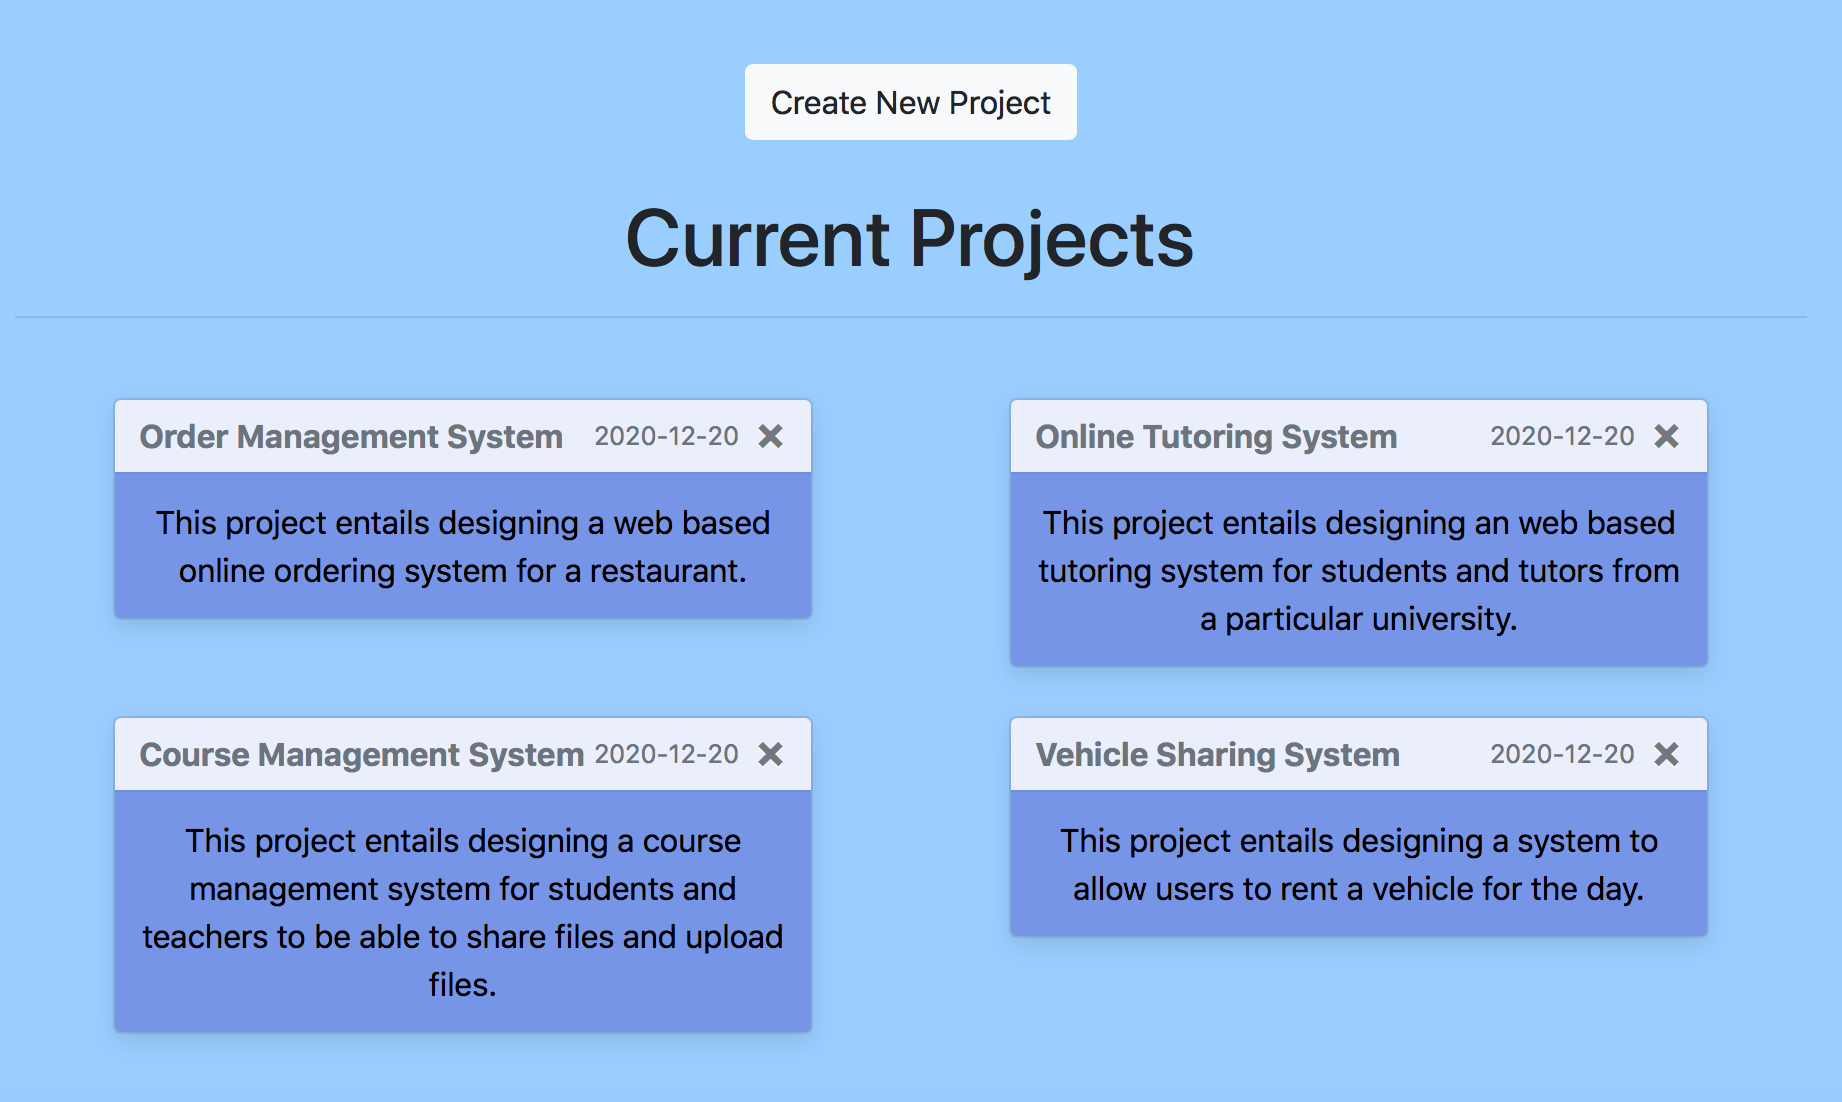 Create New Project
Current Projects
Order Management System 2020-12-20 ×
This project entails designing a web based
online ordering system for a restaurant.
Online Tutoring System 2020-12-20 ×
This project entails designing an web based
tutoring system for students and tutors from
a particular university.
Course Management System 2020-12-20 ×
This project entails designing a course
management system for students and
teachers to be able to share files and upload
files.
Vehicle Sharing System 2020-12-20 ×
This project entails designing a system to
allow users to rent a vehicle for the day.